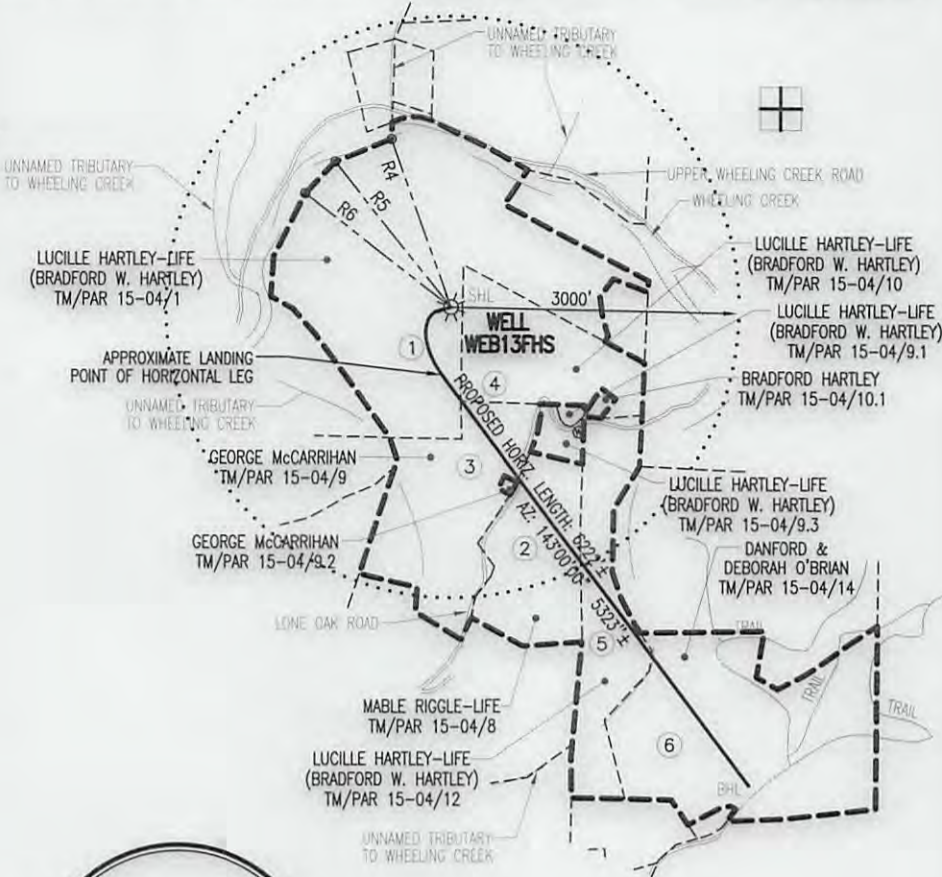 UNNAMED TRIBUTARY
TO WHEELING CREEK
UNNAMED TRIBUTARY
TO WHEELING CREEK
R4
R5
R6
UPPER WHEELING CREEK ROAD
WHEELING CREEK
LUCILLE HARTLEY-LIFE
(BRADFORD W. HARTLEY)
TM/PAR 15-04/1
LUCILLE HARTLEY-LIFE
(BRADFORD W. HARTLEY)
TM/PAR 15-04/10
SHL
3000'
WELL
WEB13FHS
LUCILLE HARTLEY-LIFE
(BRADFORD W. HARTLEY)
TM/PAR 15-04/9.1
1
APPROXIMATE LANDING
POINT OF HORIZONTAL LEG
4
BRADFORD HARTLEY
TM/PAR 15-04/10.1
UNNAMED TRIBUTARY
TO WHEELING CREEK
PROPOSED HORIZ. LENGTH: 6222'±
AZ: 143°00'00" 5323"±
GEORGE McCARRIHAN
TM/PAR 15-04/9
3
LUCILLE HARTLEY-LIFE
(BRADFORD W. HARTLEY)
TM/PAR 15-04/9.3
GEORGE McCARRIHAN
TM/PAR 15-04/9.2
2
DANFORD &
DEBORAH O'BRIAN
TM/PAR 15-04/14
LONE OAK ROAD
TRAIL
5
TRAIL
TRAIL
MABLE RIGGLE-LIFE
TM/PAR 15-04/8
LUCILLE HARTLEY-LIFE
(BRADFORD W. HARTLEY)
TM/PAR 15-04/12
6
BHL
UNNAMED TRIBUTARY
TO WHEELING CREEK